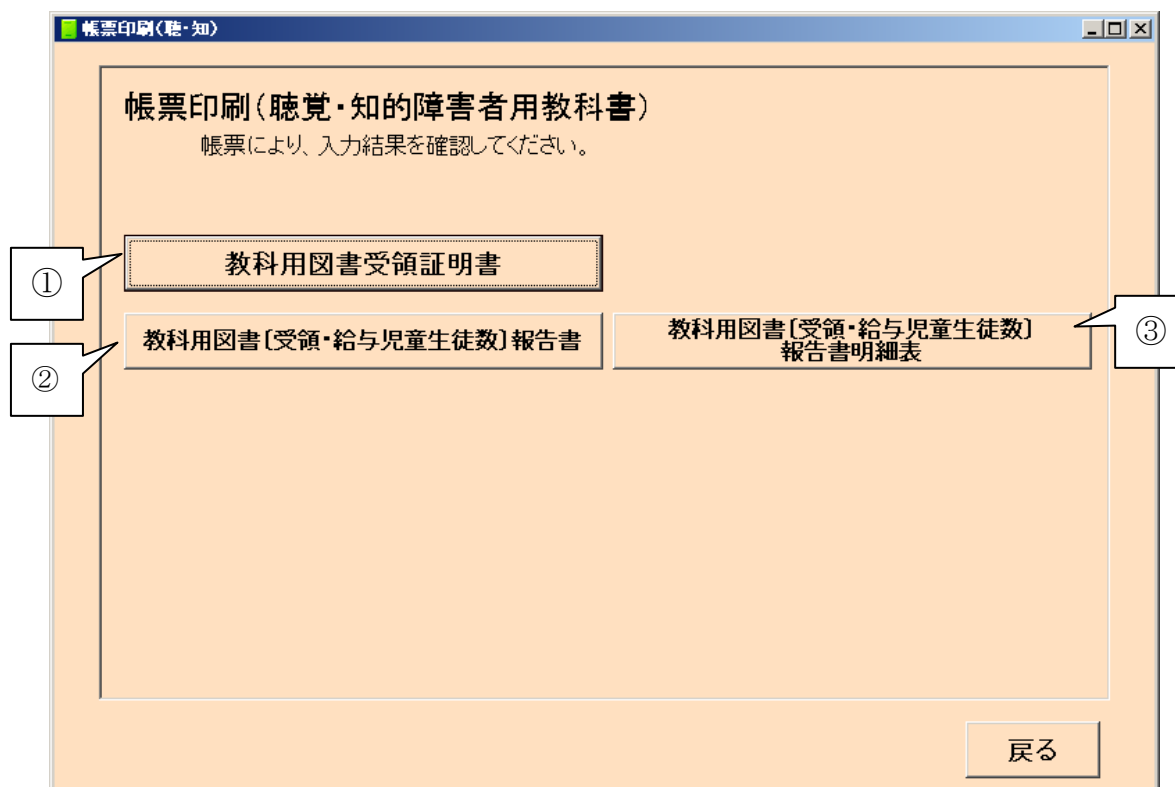 帳票印刷(聴・知)
帳票印刷(聴覚・知的障害者用教科書)
帳票により、入力結果を確認してください。
①
教科用図書受領証明書
②
教科用図書〔受領・給与児童生徒数〕報告書
教科用図書〔受領・給与児童生徒数〕
報告書明細表
③
戻る